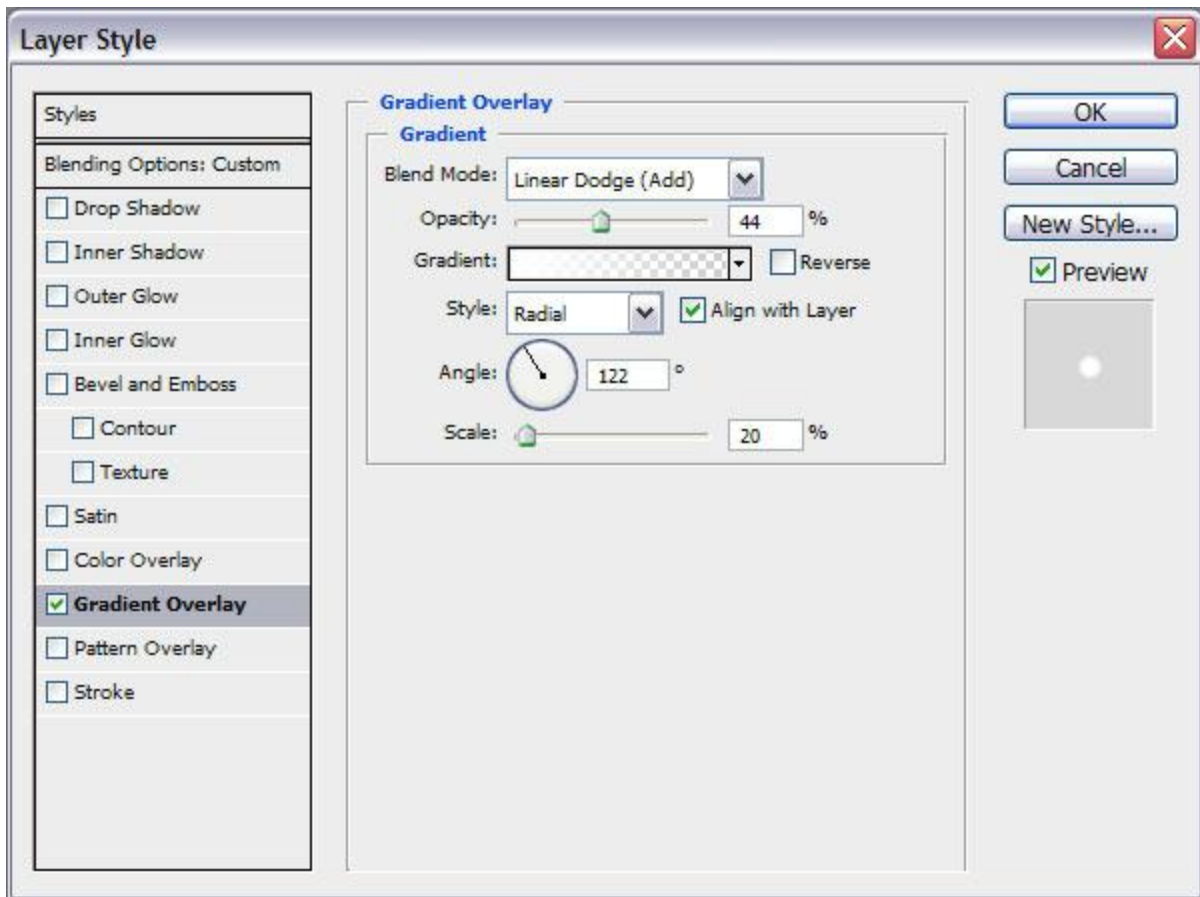 Layer Style
Styles
Blending Options: Custom
Drop Shadow
Inner Shadow
Outer Glow
Inner Glow
Bevel and Emboss
Contour
Texture
Satin
Color Overlay
Gradient Overlay
Pattern Overlay
Stroke
Gradient Overlay
Gradient
Blend Mode: Linear Dodge (Add)
Opacity: 44 %
Gradient: Reverse
Style: Radial Align with Layer
Angle: 122 °
Scale: 20 %
OK
Cancel
New Style...
Preview